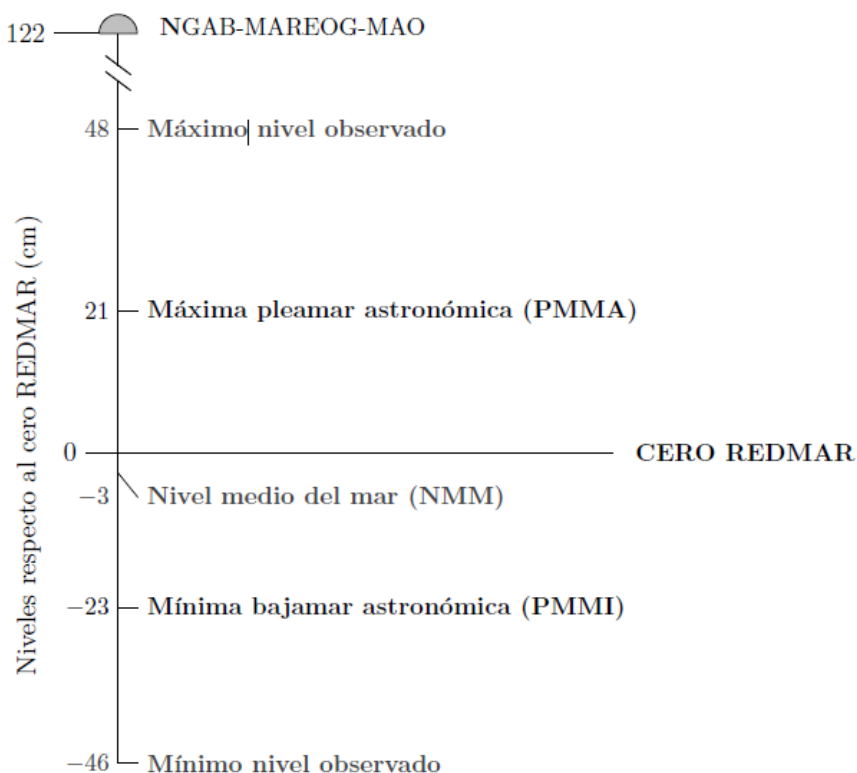 122 NGAB-MAREOG-MAO
48 Máximo nivel observado
21 Máxima pleamar astronómica (PMMA)
0 CERO REDMAR
−3 Nivel medio del mar (NMM)
−23 Mínima bajamar astronómica (PMMI)
−46 Mínimo nivel observado
Niveles respecto al cero REDMAR (cm)